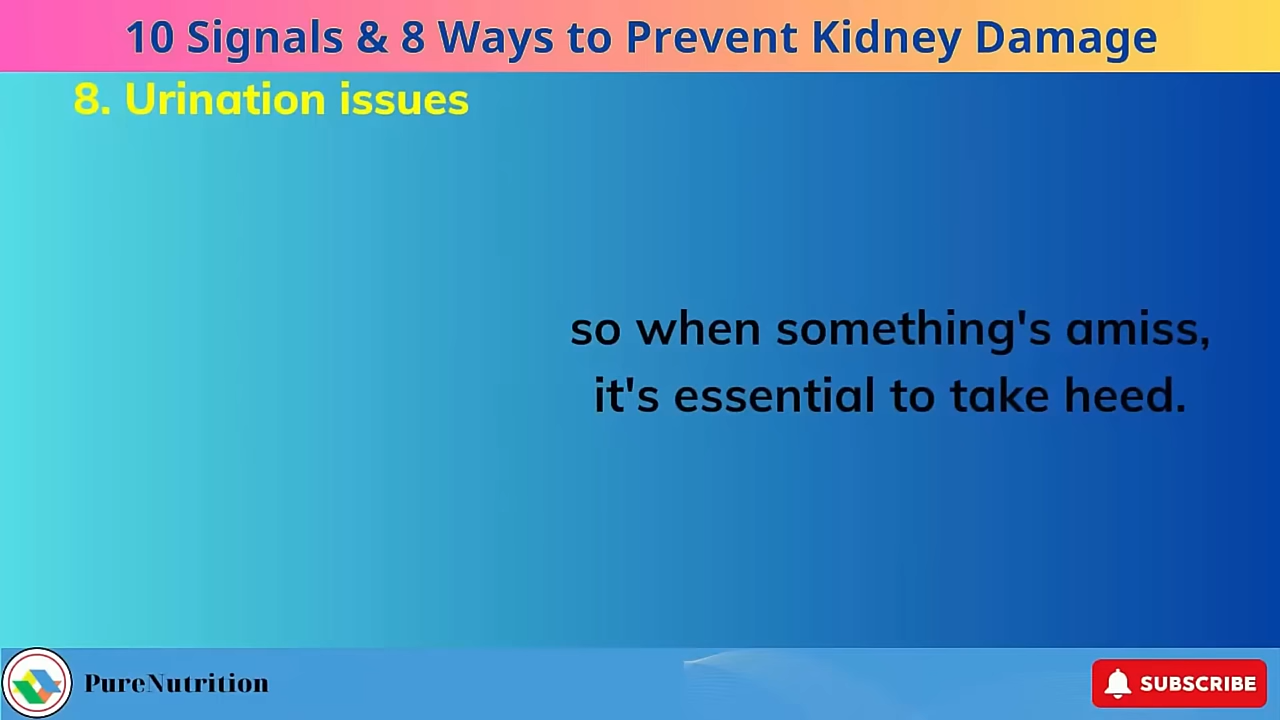 10 Signals & 8 Ways to Prevent Kidney Damage
8. Urination issues
so when something's amiss,
it's essential to take heed.
PureNutrition
SUBSCRIBE